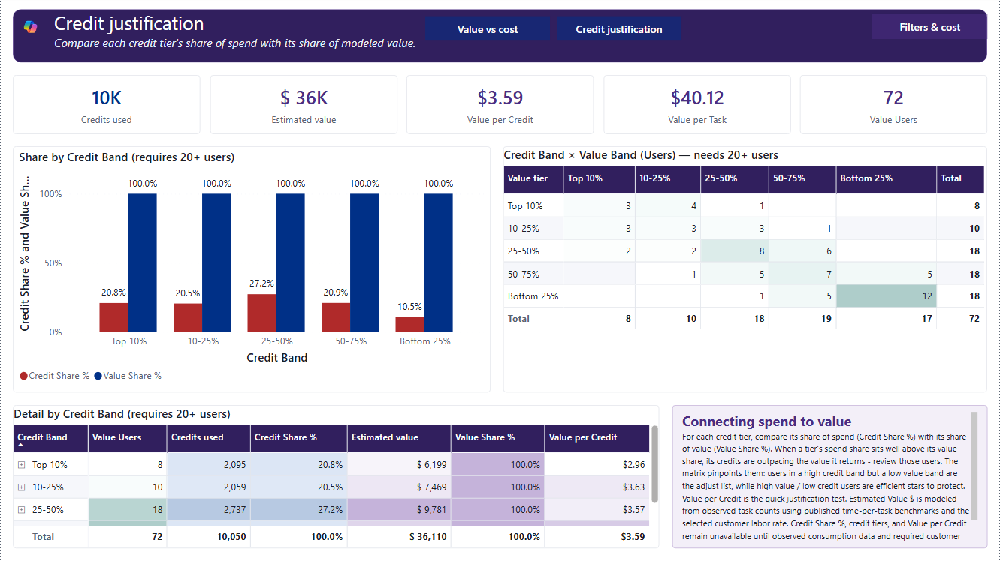 Credit justification
Compare each credit tier's share of spend with its share of modeled value.
Value vs cost
Credit justification
Filters & cost
10K
Credits used
$ 36K
Estimated value
$3.59
Value per Credit
$40.12
Value per Task
72
Value Users
Share by Credit Band (requires 20+ users)
Credit Share % and Value Sh...
100%
50%
0%
20.8% 100.0%
20.5% 100.0%
27.2% 100.0%
20.9% 100.0%
10.5% 100.0%
Top 10% 10-25% 25-50% 50-75% Bottom 25%
Credit Band
Credit Share % Value Share %
Credit Band × Value Band (Users) — needs 20+ users
Value tier Top 10% 10-25% 25-50% 50-75% Bottom 25% Total
Top 10% 3 4 1 8
10-25% 3 3 3 1 10
25-50% 2 2 8 6 18
50-75% 1 5 7 5 18
Bottom 25% 1 5 12 18
Total 8 10 18 19 17 72
Detail by Credit Band (requires 20+ users)
Credit Band Value Users Credits used Credit Share % Estimated value Value Share % Value per Credit
Top 10% 8 2,095 20.8% $ 6,199 100.0% $2.96
10-25% 10 2,059 20.5% $ 7,469 100.0% $3.63
25-50% 18 2,737 27.2% $ 9,781 100.0% $3.57
Total 72 10,050 100.0% $ 36,110 100.0% $3.59
Connecting spend to value
For each credit tier, compare its share of spend (Credit Share %) with its share
of value (Value Share %). When a tier's spend share sits well above its value
share, its credits are outpacing the value it returns - review those users. The
matrix pinpoints them: users in a high credit band but a low value band are
the adjust list, while high value / low credit users are efficient stars to protect.
Value per Credit is the quick justification test. Estimated Value $ is modeled
from observed task counts using published time-per-task benchmarks and the
selected customer labor rate. Credit Share %, credit tiers, and Value per Credit
remain unavailable until observed consumption data and required customer